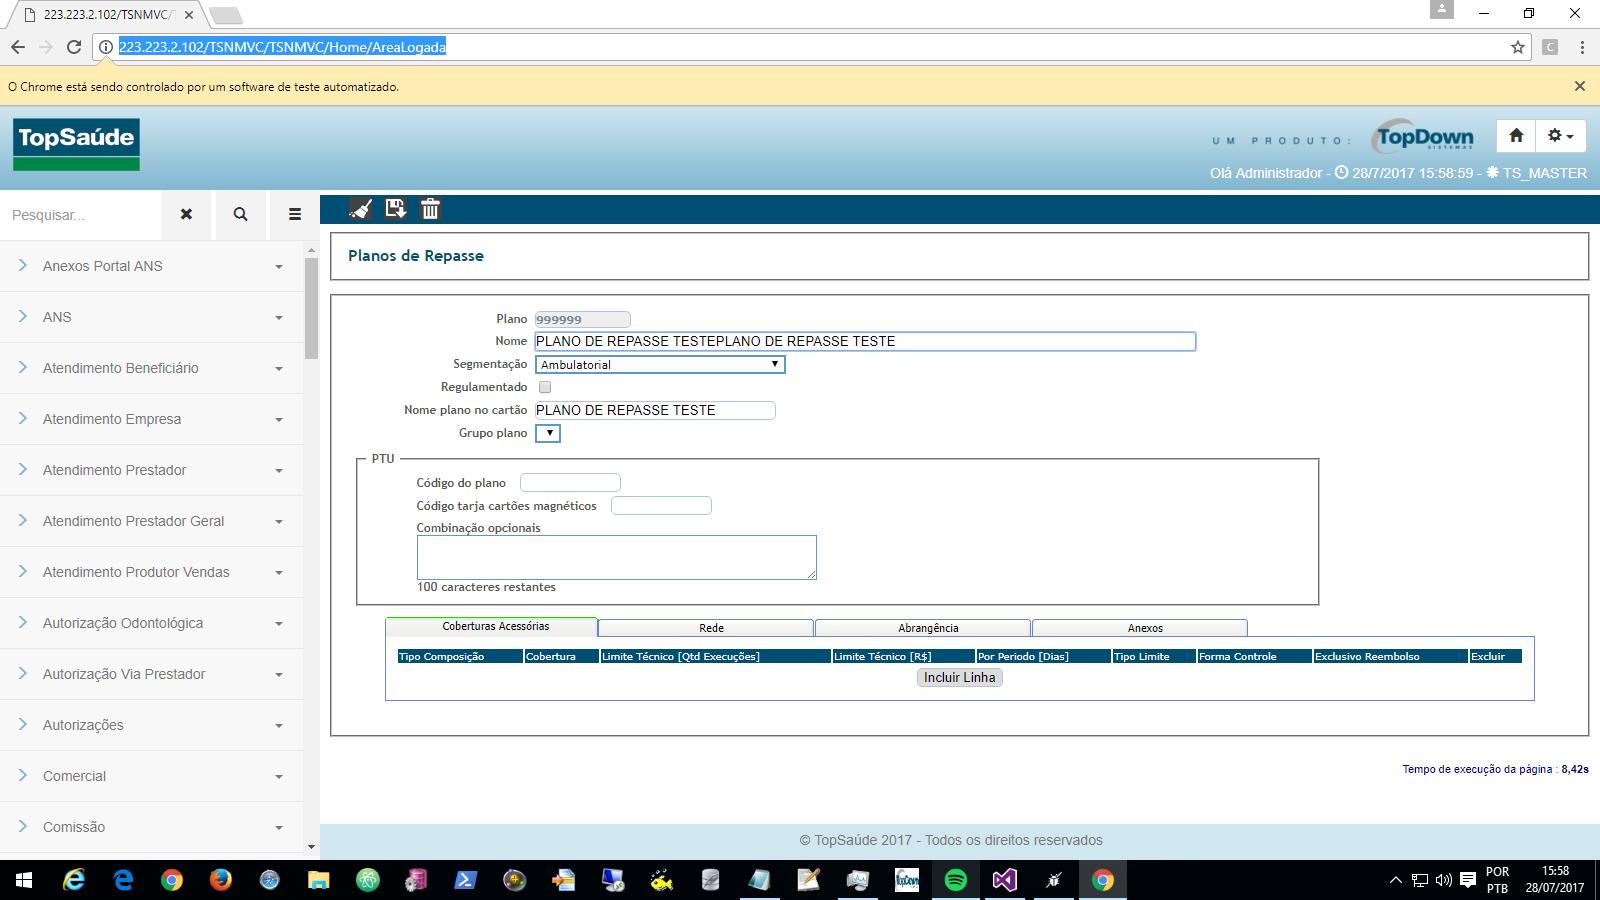 223.223.2.102/TSNMVC/T
223.223.2.102/TSNMVC/TSNMVC/Home/AreaLogada
C
O Chrome está sendo controlado por um software de teste automatizado.
TopSaúde
UM PRODUTO:
TopDown
SISTEMAS
Olá Administrador - 28/7/2017 15:58:59 - TS_MASTER
Pesquisar...
Anexos Portal ANS
ANS
Atendimento Beneficiário
Atendimento Empresa
Atendimento Prestador
Atendimento Prestador Geral
Atendimento Produtor Vendas
Autorização Odontológica
Autorização Via Prestador
Autorizações
Comercial
Comissão
Planos de Repasse
Plano 999999
Nome PLANO DE REPASSE TESTEPLANO DE REPASSE TESTE
Segmentação Ambulatorial
Regulamentado
Nome plano no cartão PLANO DE REPASSE TESTE
Grupo plano
PTU
Código do plano
Código tarja cartões magnéticos
Combinação opcionais
100 caracteres restantes
Coberturas Acessórias Rede Abrangência Anexos
Tipo Composição Cobertura Limite Técnico [Qtd Execuções] Limite Técnico [R$] Por Periodo [Dias] Tipo Limite Forma Controle Exclusivo Reembolso Excluir
Incluir Linha
Tempo de execução da página : 8,42s
© TopSaúde 2017 - Todos os direitos reservados
TopDown
POR
PTB
15:58
28/07/2017